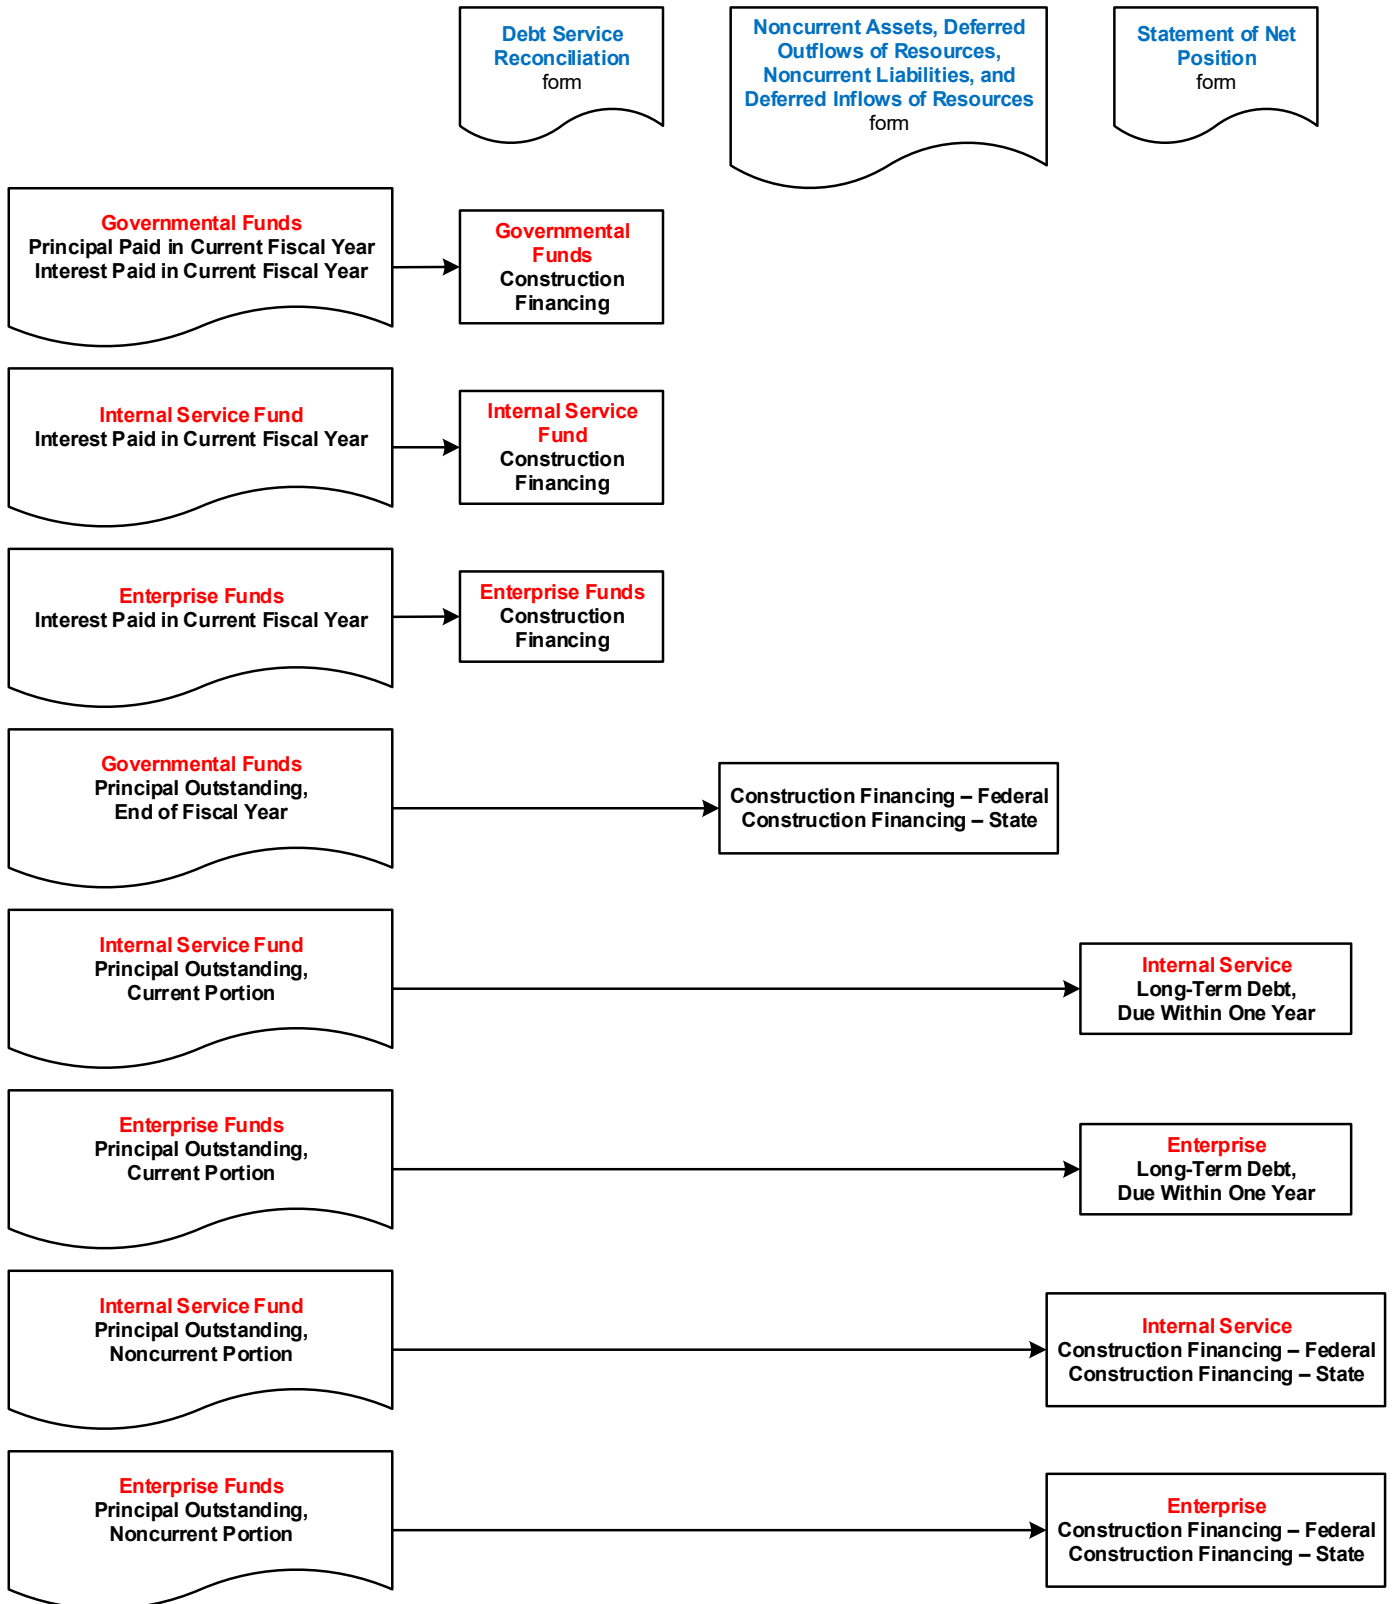 Debt Service
Reconciliation
form
Noncurrent Assets, Deferred
Outflows of Resources,
Noncurrent Liabilities, and
Deferred Inflows of Resources
form
Statement of Net
Position
form
Governmental Funds
Principal Paid in Current Fiscal Year
Interest Paid in Current Fiscal Year
Governmental
Funds
Construction
Financing
Internal Service Fund
Interest Paid in Current Fiscal Year
Internal Service
Fund
Construction
Financing
Enterprise Funds
Interest Paid in Current Fiscal Year
Enterprise Funds
Construction
Financing
Governmental Funds
Principal Outstanding,
End of Fiscal Year
Construction Financing – Federal
Construction Financing – State
Internal Service Fund
Principal Outstanding,
Current Portion
Internal Service
Long-Term Debt,
Due Within One Year
Enterprise Funds
Principal Outstanding,
Current Portion
Enterprise
Long-Term Debt,
Due Within One Year
Internal Service Fund
Principal Outstanding,
Noncurrent Portion
Internal Service
Construction Financing – Federal
Construction Financing – State
Enterprise Funds
Principal Outstanding,
Noncurrent Portion
Enterprise
Construction Financing – Federal
Construction Financing – State